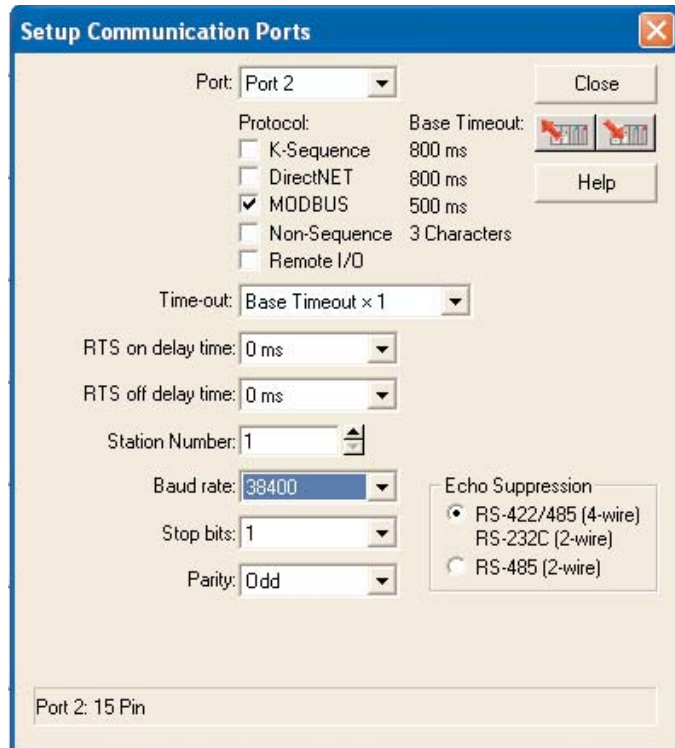 Setup Communication Ports
Port: Port 2 Close
Protocol: Base Timeout:
K-Sequence 800 ms
DirectNET 800 ms
MODBUS 500 ms
Help
Non-Sequence 3 Characters
Remote I/O
Time-out: Base Timeout × 1
RTS on delay time: 0 ms
RTS off delay time: 0 ms
Station Number: 1
Baud rate: 38400
Stop bits: 1
Parity: Odd
Echo Suppression
RS-422/485 (4-wire)
RS-232C (2-wire)
RS-485 (2-wire)
Port 2: 15 Pin